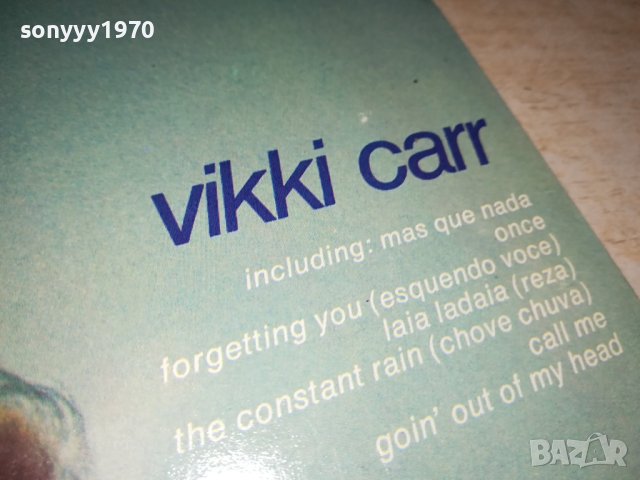 sonyyy1970
vikki carr
including: mas que nada
once
forgetting you (esquendo voce)
laia ladaia (reza)
the constant rain (chove chuva)
call me
goin' out of my head
BAZAR